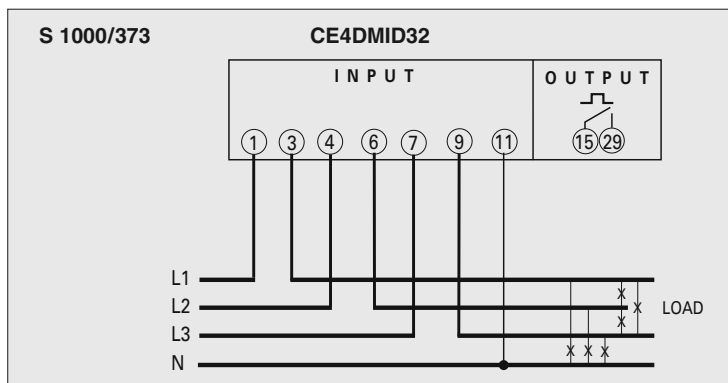 S 1000/373 CE4DMID32
INPUT OUTPUT
1 3 4 6 7 9 11 15 29
L1
L2 LOAD
L3
N